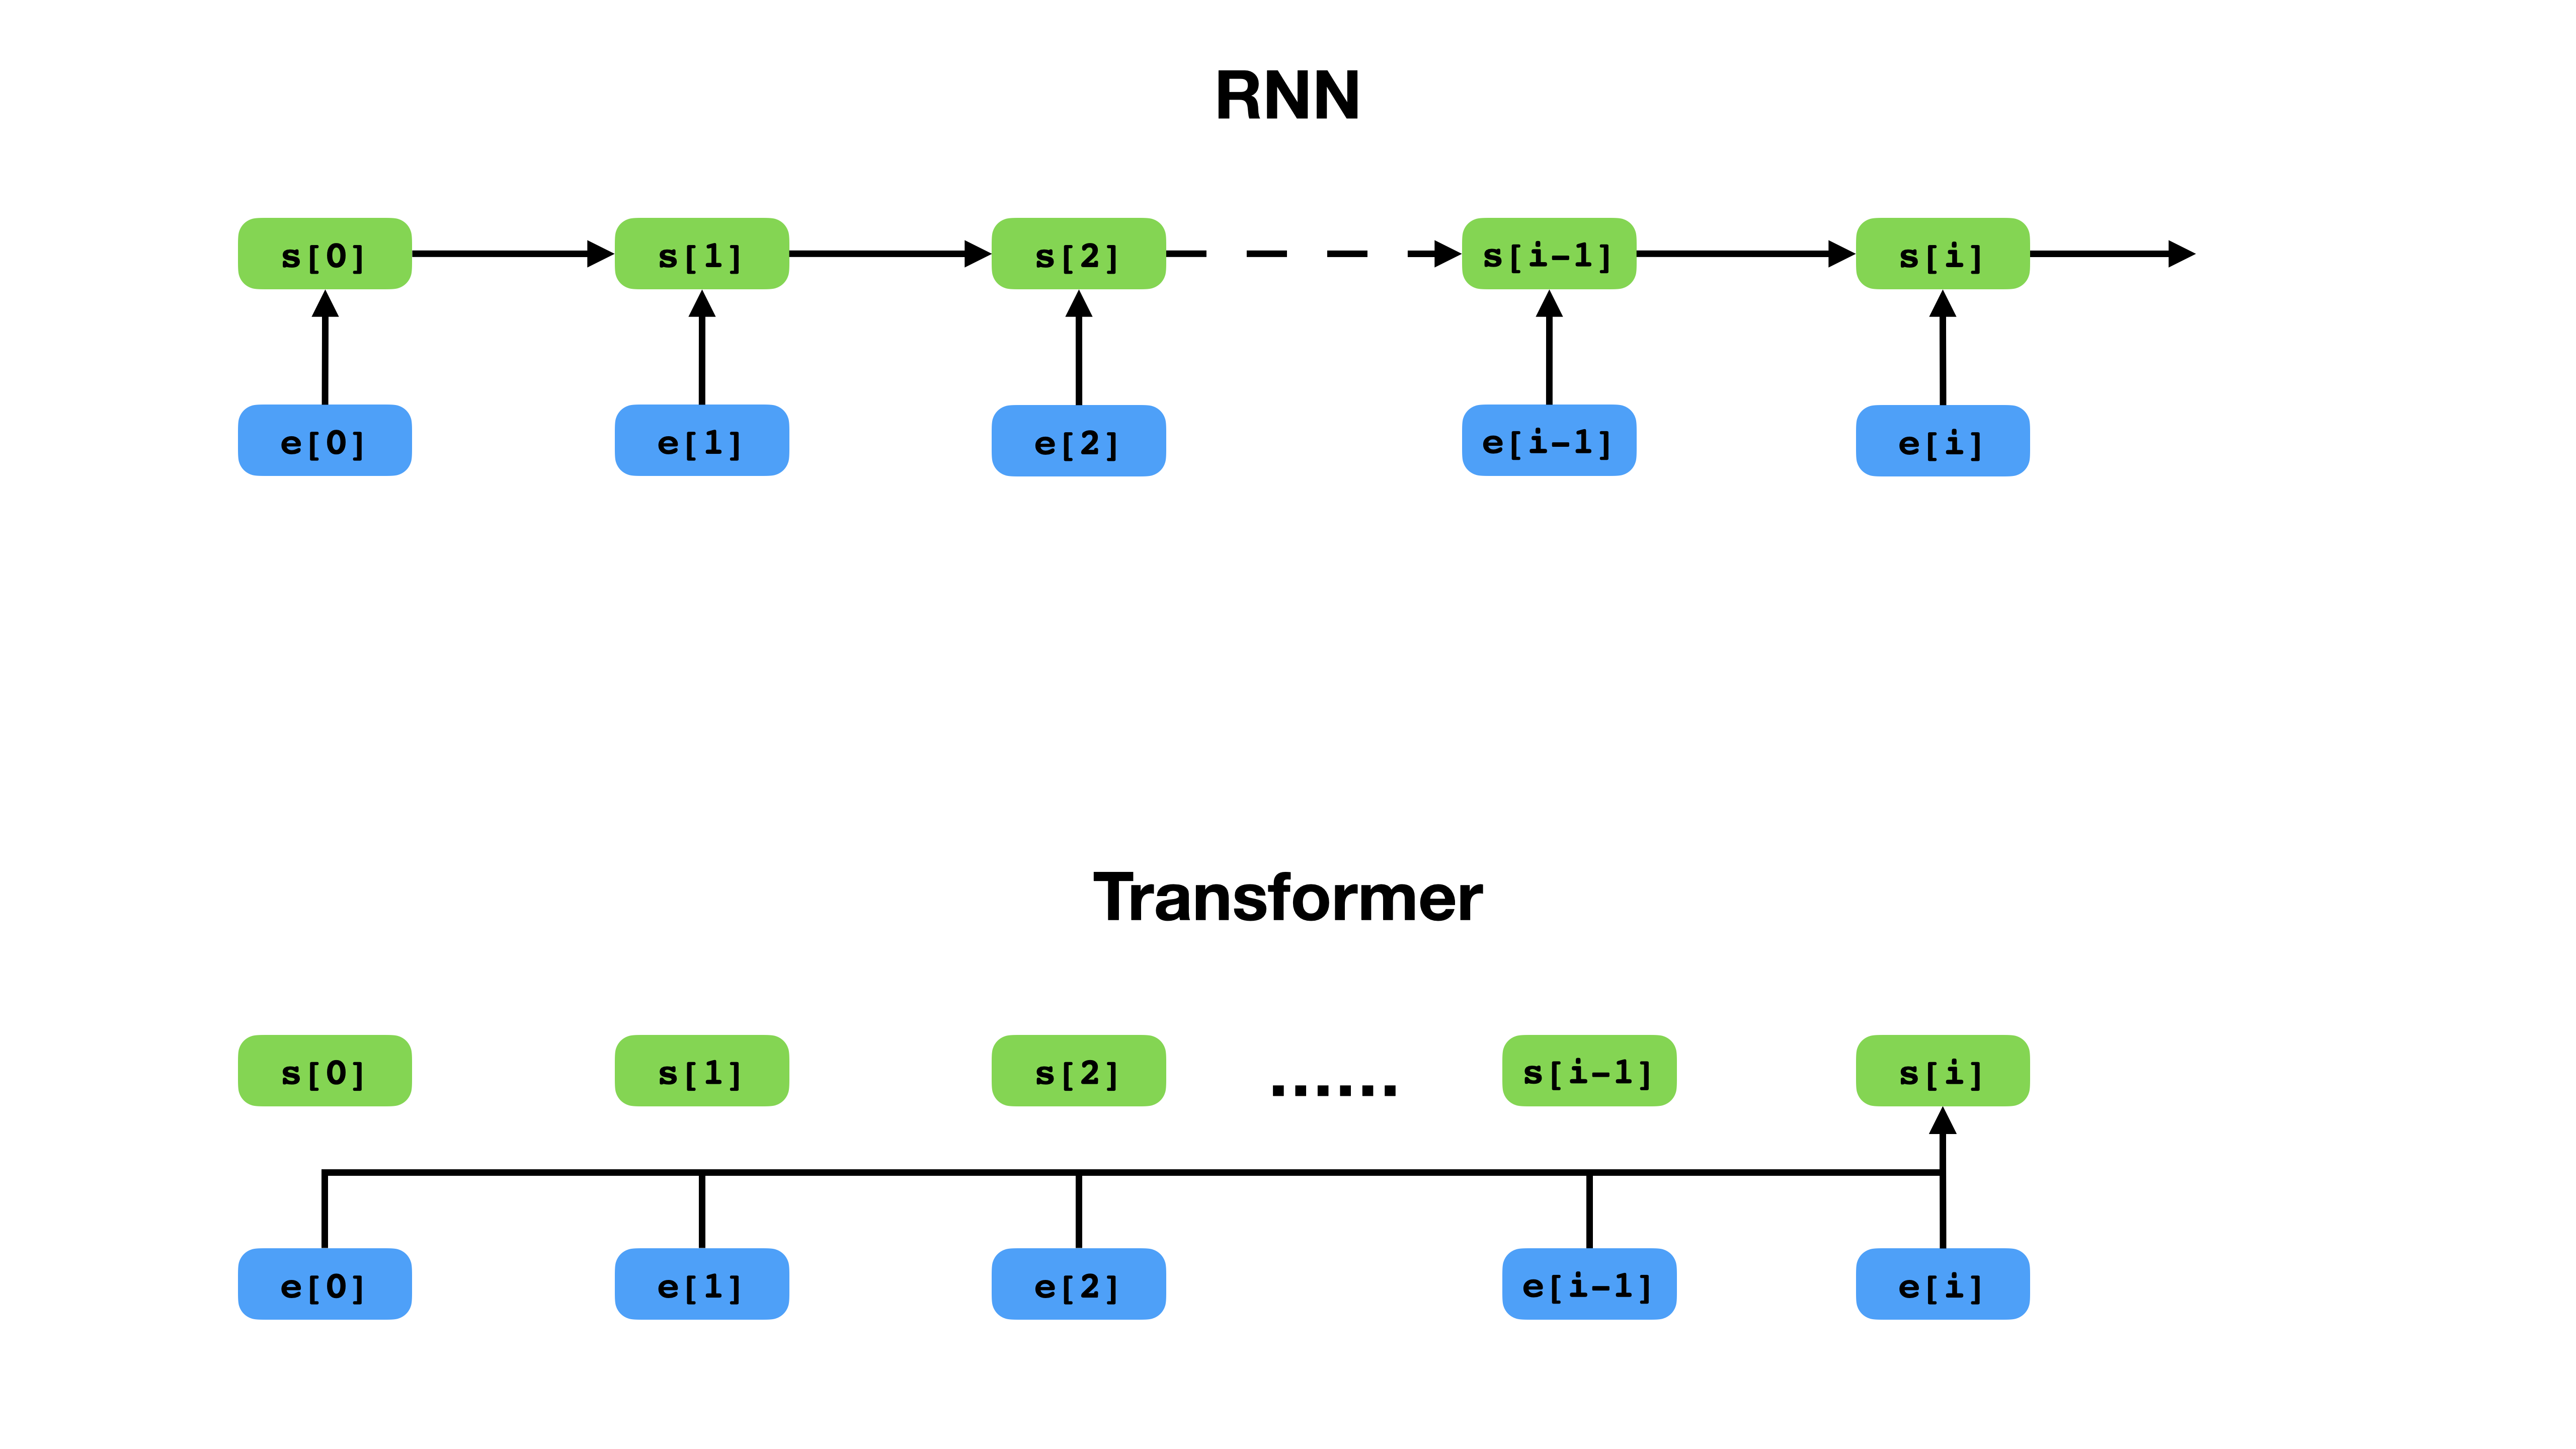 RNN
s[0] s[1] s[2] s[i-1] s[i]
e[0] e[1] e[2] e[i-1] e[i]
Transformer
s[0] s[1] s[2] ...... s[i-1] s[i]
e[0] e[1] e[2] e[i-1] e[i]